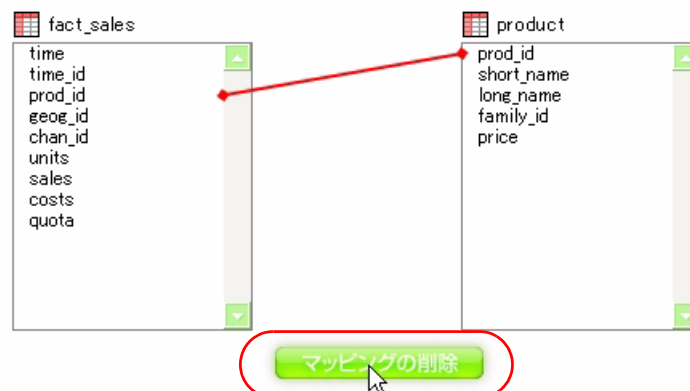 fact_sales
time
time_id
prod_id
geog_id
chan_id
units
sales
costs
quota
product
prod_id
short_name
long_name
family_id
price
マッピングの削除